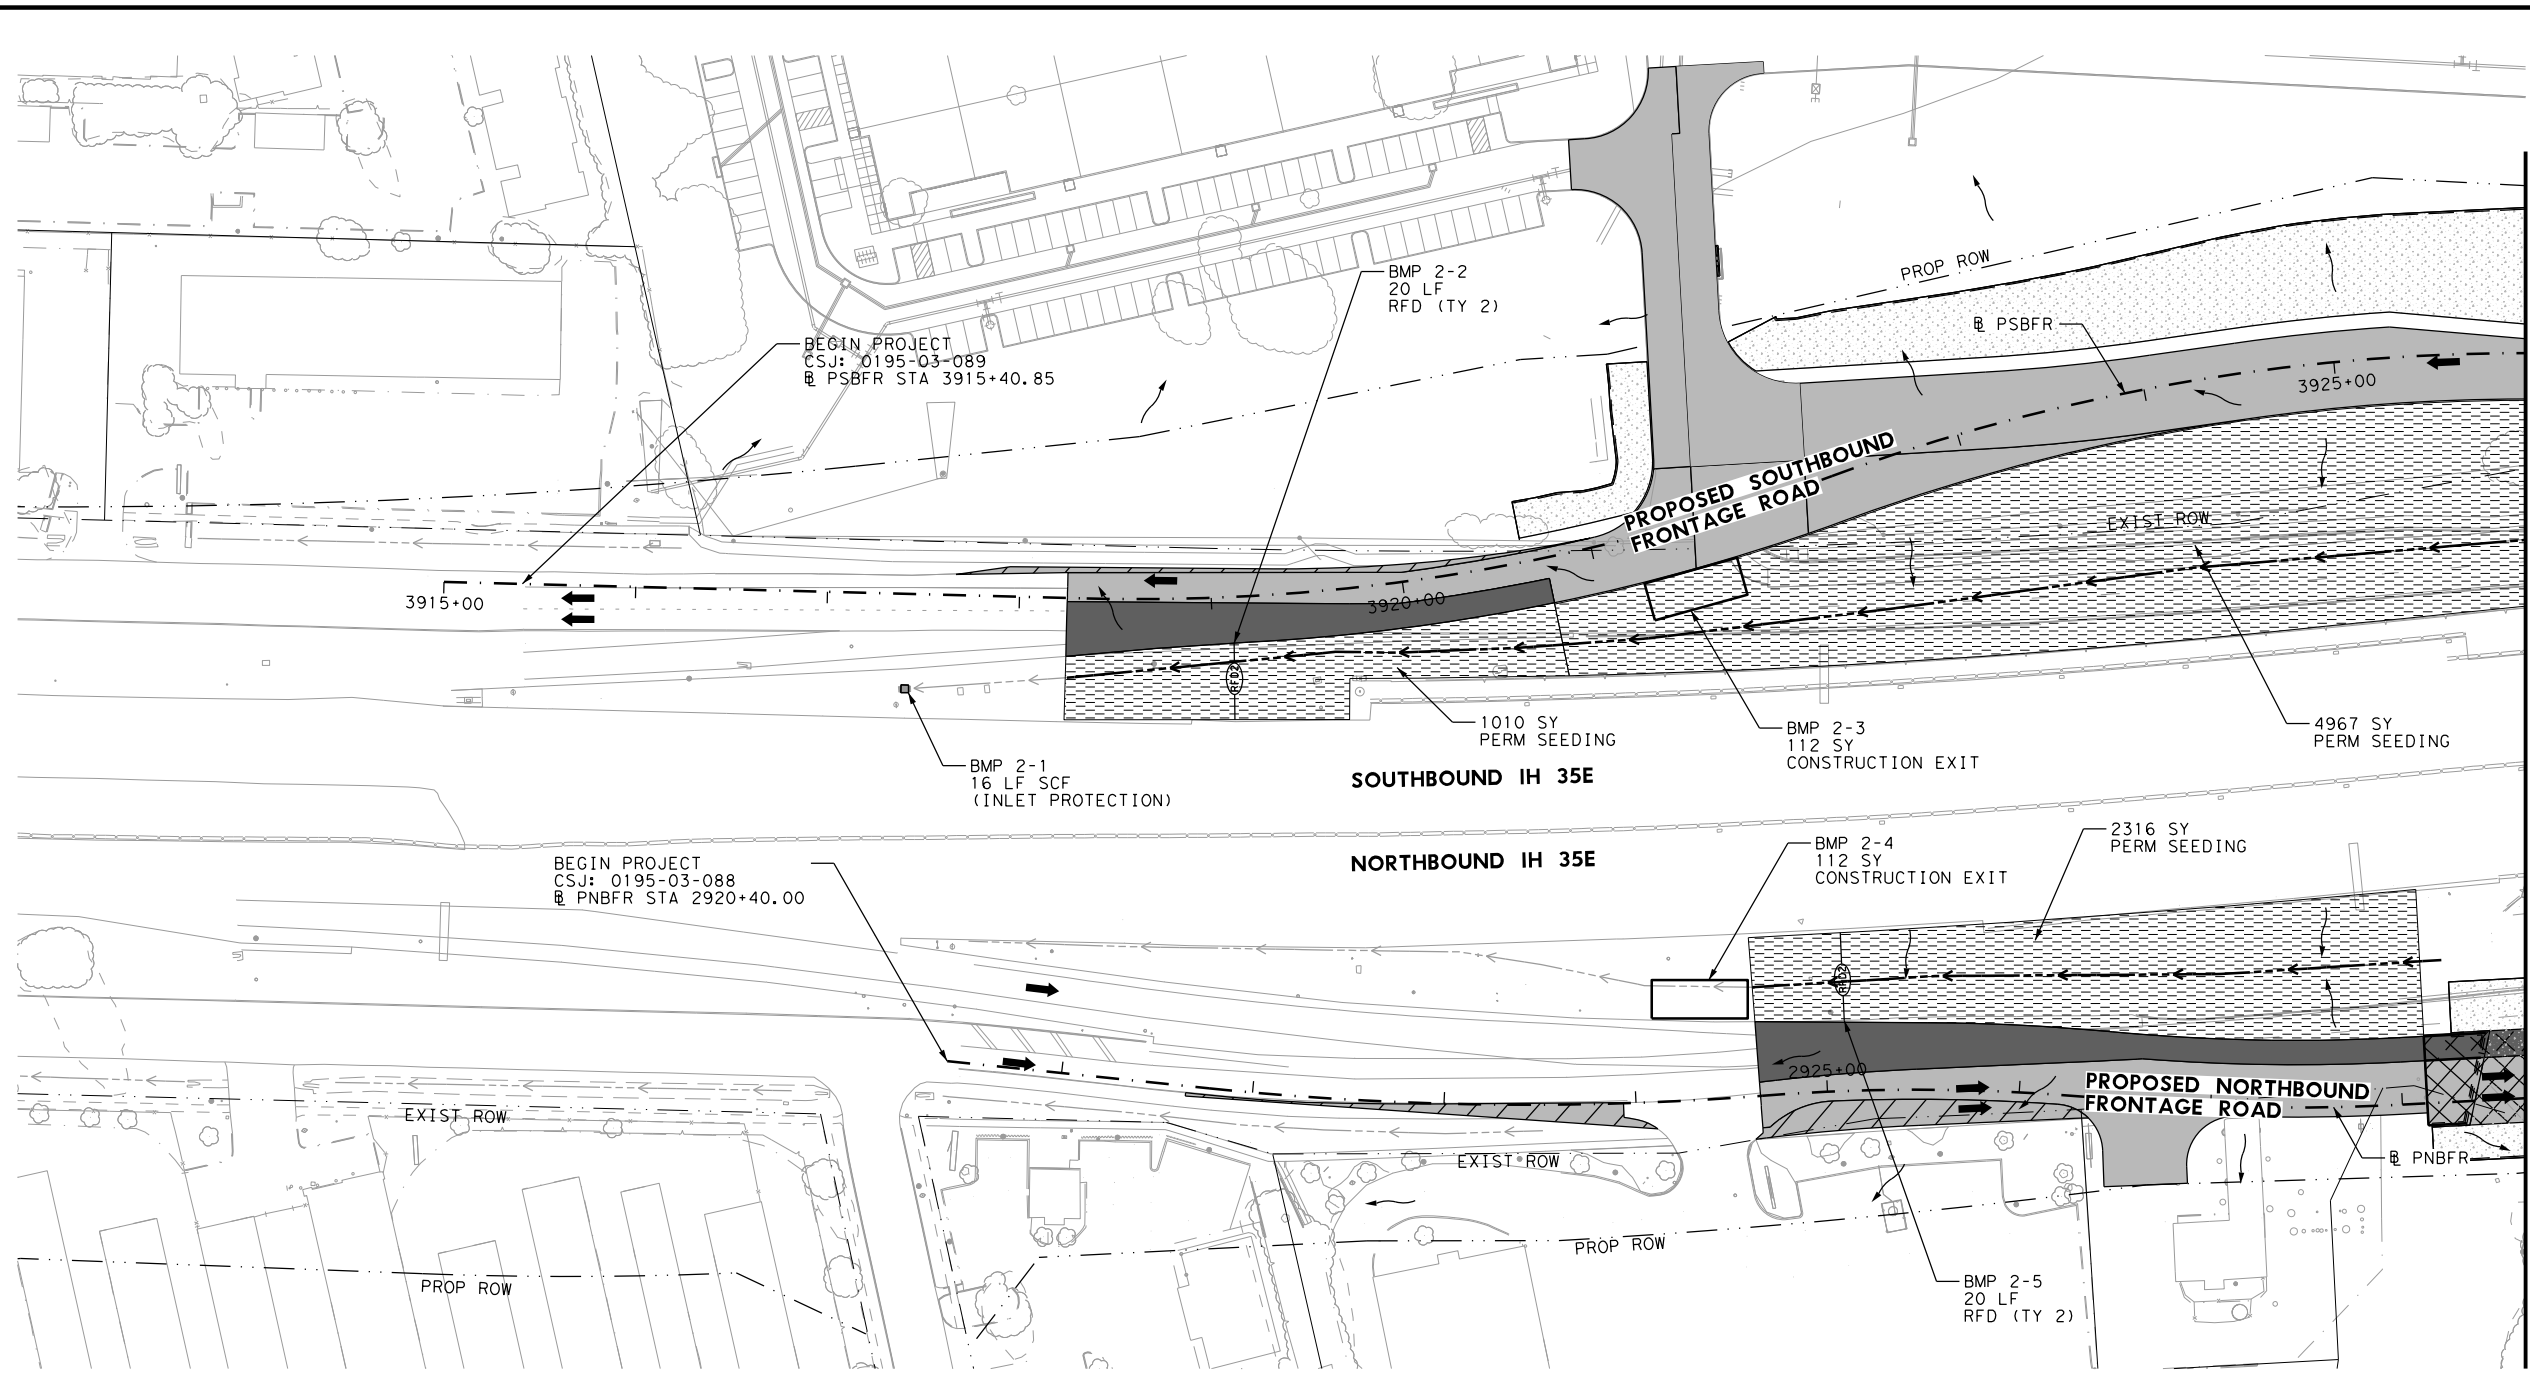 BMP 2-2
20 LF
RFD (TY 2)
PROP ROW
BEGIN PROJECT
CSJ: 0195-03-089
℄ PSBFR STA 3915+40.85
℄ PSBFR
3925+00
PROPOSED SOUTHBOUND
FRONTAGE ROAD
EXIST ROW
3915+00
3920+00
RFD2
1010 SY
PERM SEEDING
BMP 2-3
112 SY
CONSTRUCTION EXIT
4967 SY
PERM SEEDING
BMP 2-1
16 LF SCF
(INLET PROTECTION)
SOUTHBOUND IH 35E
NORTHBOUND IH 35E
BEGIN PROJECT
CSJ: 0195-03-088
℄ PNBFR STA 2920+40.00
BMP 2-4
112 SY
CONSTRUCTION EXIT
2316 SY
PERM SEEDING
RFD2
2925+00
PROPOSED NORTHBOUND
FRONTAGE ROAD
EXIST ROW
EXIST ROW
℄ PNBFR
PROP ROW
PROP ROW
BMP 2-5
20 LF
RFD (TY 2)